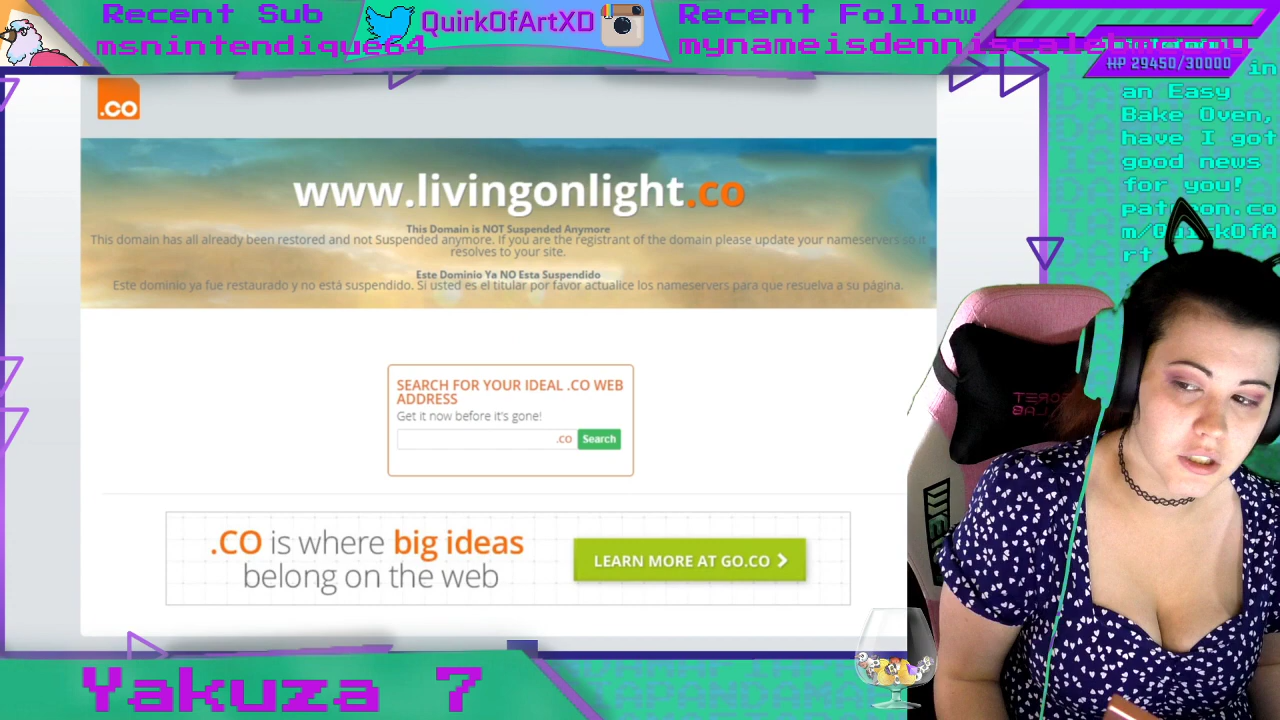 Recent Sub
msnintendique64
QuirkOfArtXD
Recent Follow
HP 29450/30000
in
an Easy
Bake Oven,
have I got
good news
for you!
.co
www.livingonlight.co
This Domain is NOT Suspended Anymore
This domain has all already been restored and not Suspended anymore. If you are the registrant of the domain please update your nameservers so it
resolves to your site.
Este Dominio Ya NO Esta Suspendido
Este dominio ya fue restaurado y no está suspendido. Si usted es el titular por favor actualice los nameservers para que resuelva a su página.
SEARCH FOR YOUR IDEAL .CO WEB
ADDRESS
Get it now before it's gone!
.co Search
.CO is where big ideas
belong on the web
LEARN MORE AT GO.CO
Yakuza 7